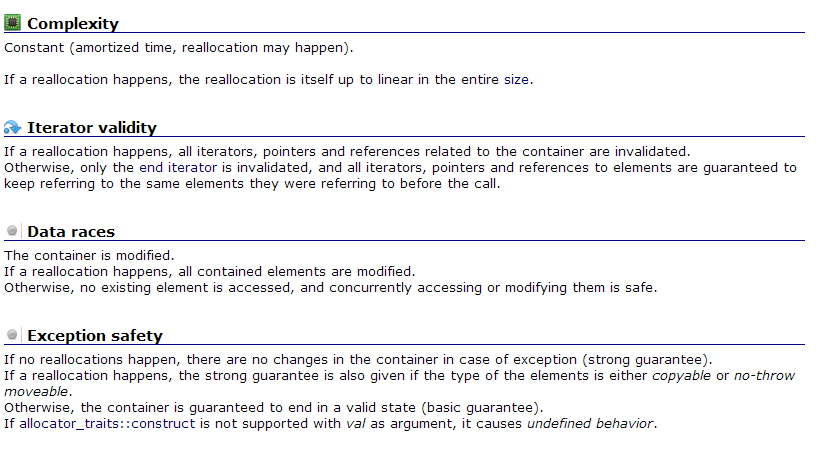 Complexity
Constant (amortized time, reallocation may happen).
If a reallocation happens, the reallocation is itself up to linear in the entire size.
Iterator validity
If a reallocation happens, all iterators, pointers and references related to the container are invalidated.
Otherwise, only the end iterator is invalidated, and all iterators, pointers and references to elements are guaranteed to
keep referring to the same elements they were referring to before the call.
Data races
The container is modified.
If a reallocation happens, all contained elements are modified.
Otherwise, no existing element is accessed, and concurrently accessing or modifying them is safe.
Exception safety
If no reallocations happen, there are no changes in the container in case of exception (strong guarantee).
If a reallocation happens, the strong guarantee is also given if the type of the elements is either copyable or no-throw
moveable.
Otherwise, the container is guaranteed to end in a valid state (basic guarantee).
If allocator_traits::construct is not supported with val as argument, it causes undefined behavior.